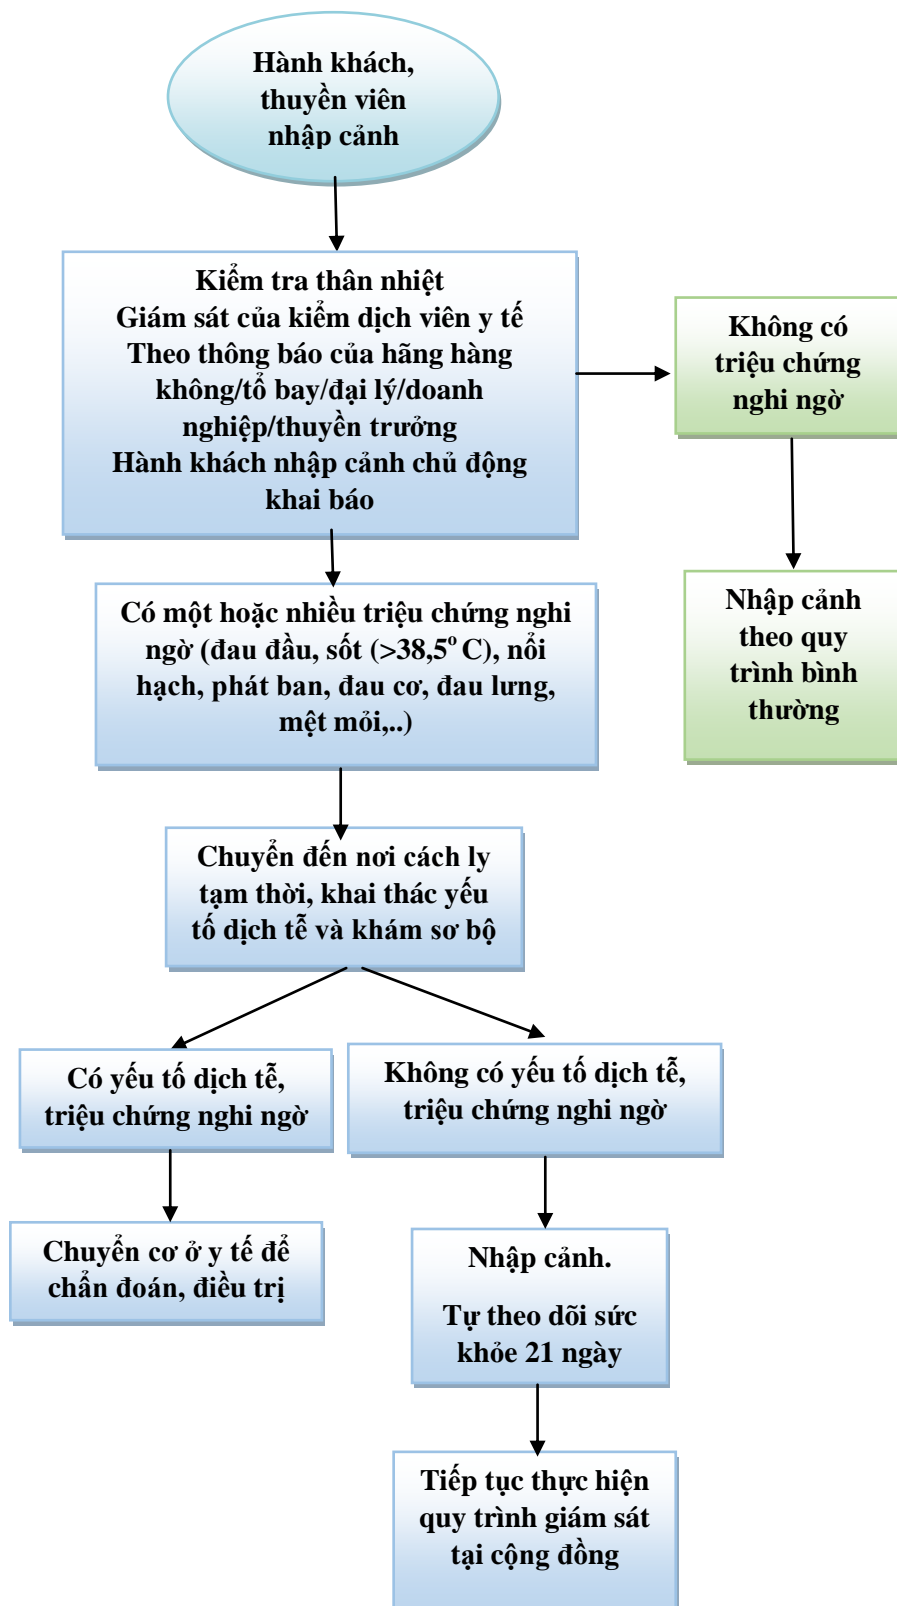 Hành khách,
thuyền viên
nhập cảnh
Kiểm tra thân nhiệt
Giám sát của kiểm dịch viên y tế
Theo thông báo của hãng hàng
không/tổ bay/đại lý/doanh
nghiệp/thuyền trưởng
Hành khách nhập cảnh chủ động
khai báo
Không có
triệu chứng
nghi ngờ
Nhập cảnh
theo quy
trình bình
thường
Có một hoặc nhiều triệu chứng nghi
ngờ (đau đầu, sốt (>38,5º C), nổi
hạch, phát ban, đau cơ, đau lưng,
mệt mỏi,..)
Chuyển đến nơi cách ly
tạm thời, khai thác yếu
tố dịch tễ và khám sơ bộ
Có yếu tố dịch tễ,
triệu chứng nghi ngờ
Không có yếu tố dịch tễ,
triệu chứng nghi ngờ
Chuyển cơ ở y tế để
chẩn đoán, điều trị
Nhập cảnh.
Tự theo dõi sức
khỏe 21 ngày
Tiếp tục thực hiện
quy trình giám sát
tại cộng đồng